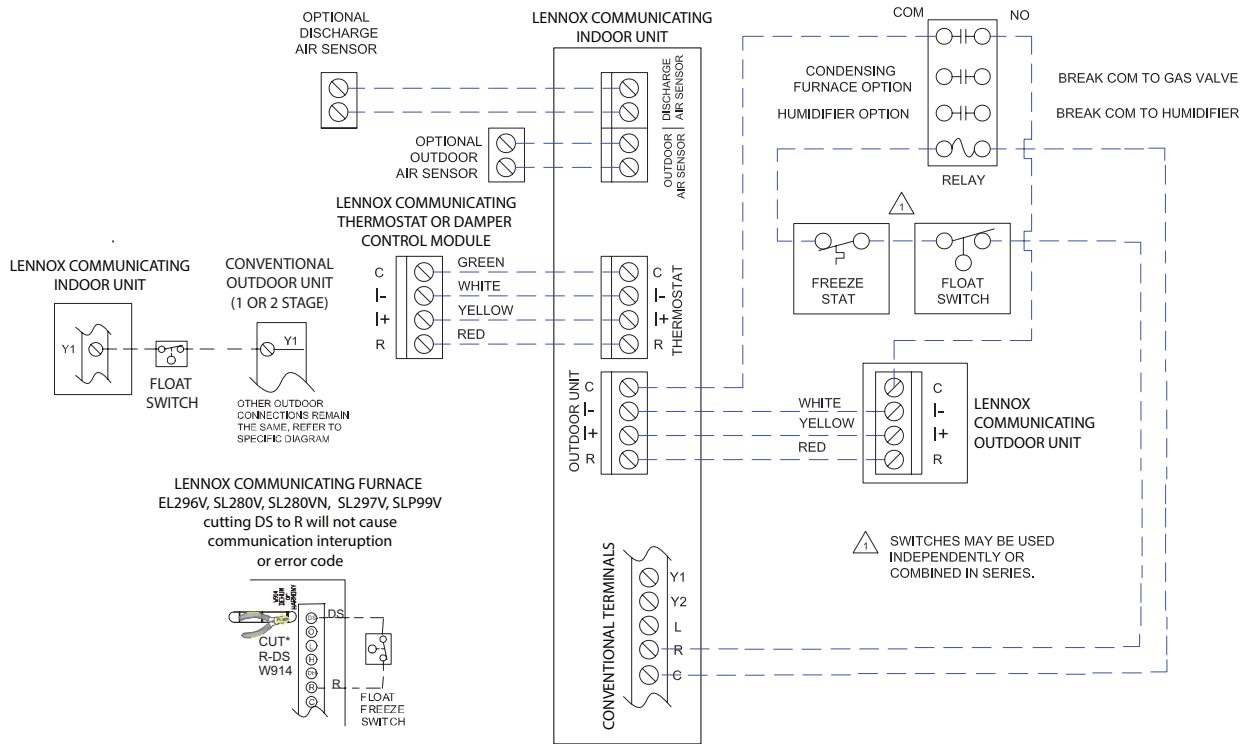 OPTIONAL
DISCHARGE
AIR SENSOR
LENNOX COMMUNICATING
INDOOR UNIT
DISCHARGE
AIR SENSOR
OUTDOOR
AIR SENSOR
OPTIONAL
OUTDOOR
AIR SENSOR
COM
NO
CONDENSING
FURNACE OPTION
HUMIDIFIER OPTION
BREAK COM TO GAS VALVE
BREAK COM TO HUMIDIFIER
RELAY
1
FREEZE
STAT
FLOAT
SWITCH
LENNOX COMMUNICATING
THERMOSTAT OR DAMPER
CONTROL MODULE
C
I-
I+
R
GREEN
WHITE
YELLOW
RED
C
I-
I+
R
THERMOSTAT
LENNOX COMMUNICATING
INDOOR UNIT
Y1
FLOAT
SWITCH
CONVENTIONAL
OUTDOOR UNIT
(1 OR 2 STAGE)
Y1
OTHER OUTDOOR
CONNECTIONS REMAIN
THE SAME, REFER TO
SPECIFIC DIAGRAM
OUTDOOR UNIT
C
I-
I+
R
WHITE
YELLOW
RED
C
I-
I+
R
LENNOX
COMMUNICATING
OUTDOOR UNIT
LENNOX COMMUNICATING FURNACE
EL296V, SL280V, SL280VN, SL297V, SLP99V
cutting DS to R will not cause
communication interuption
or error code
W914
DEHUM
OR
HARMONY
CUT*
R-DS
W914
DS
O
L
H
DH
R
C
DS
R
FLOAT
FREEZE
SWITCH
CONVENTIONAL TERMINALS
Y1
Y2
L
R
C
1
SWITCHES MAY BE USED
INDEPENDENTLY OR
COMBINED IN SERIES.